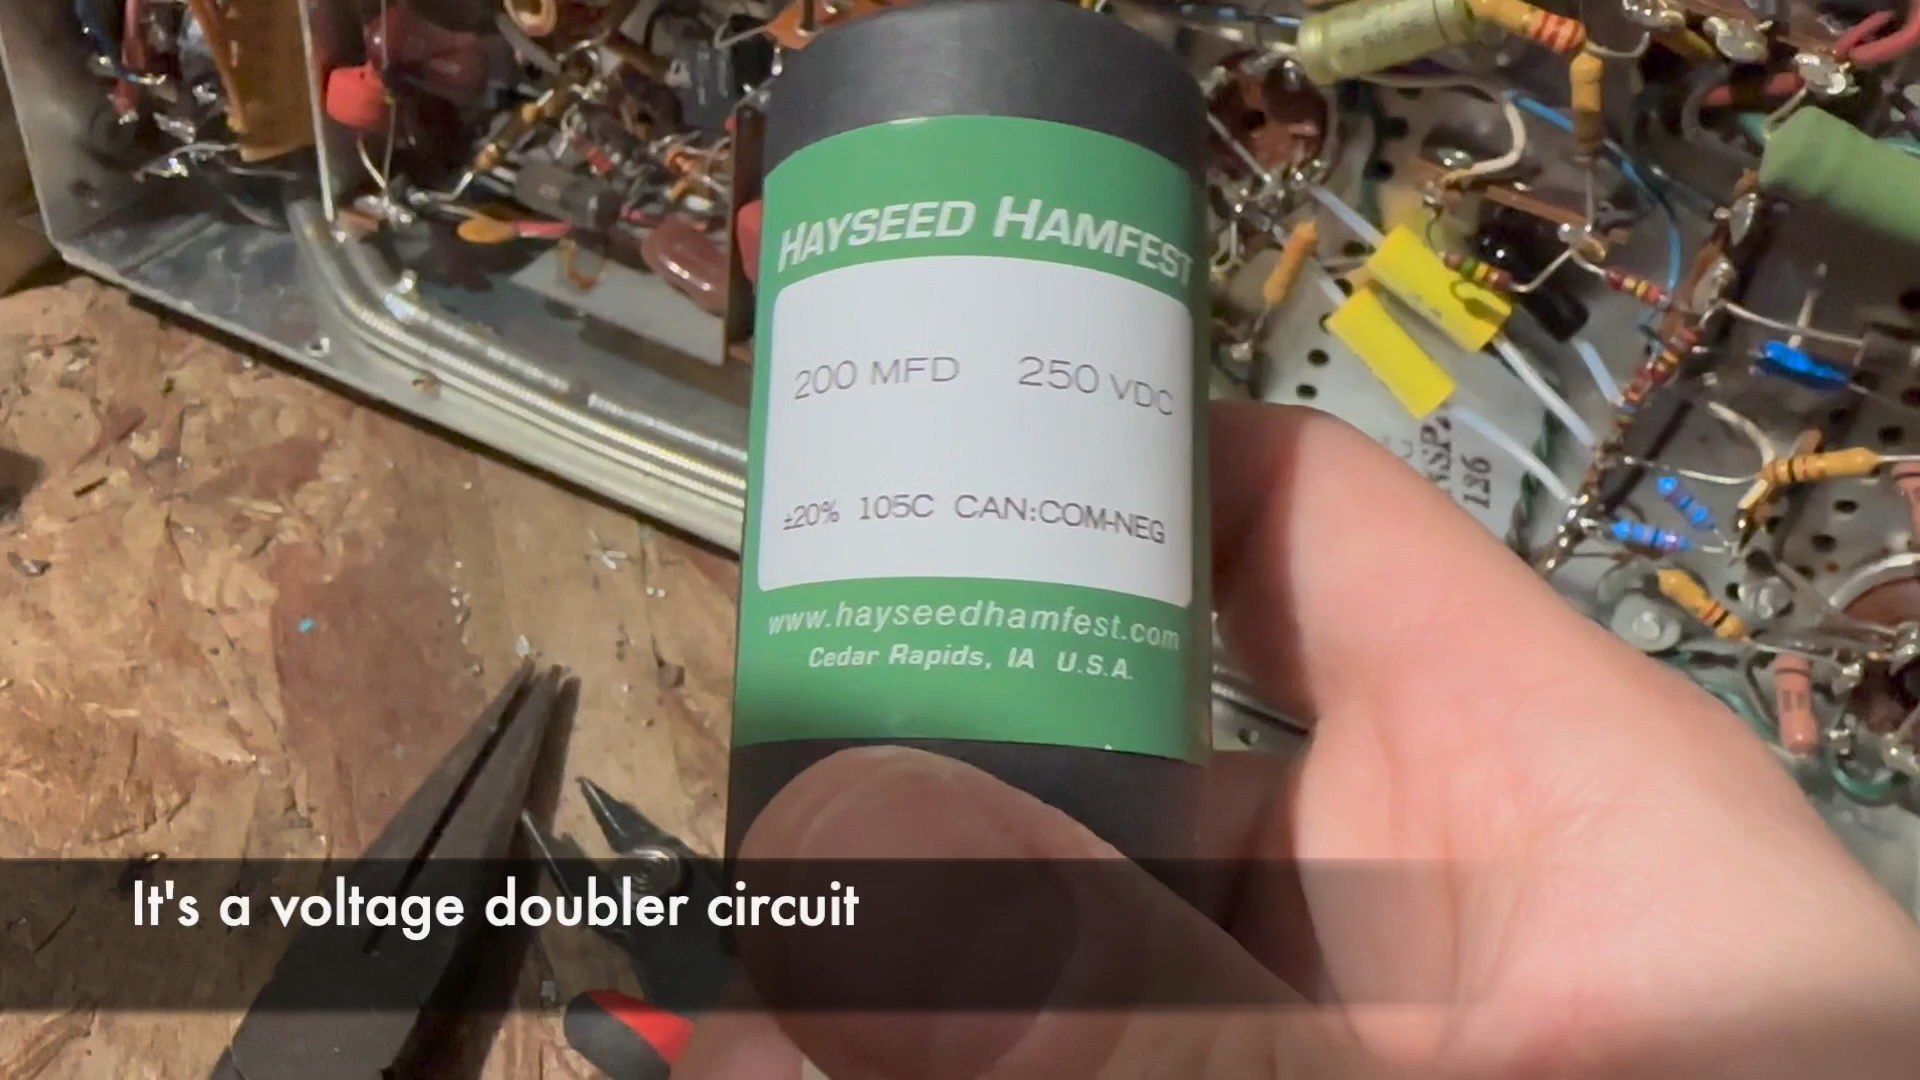 HAYSEED HAMFEST
200 MFD 250 VDC
±20% 105C CAN:COM-NEG
www.hayseedhamfest.com
Cedar Rapids, IA U.S.A.
126
It's a voltage doubler circuit